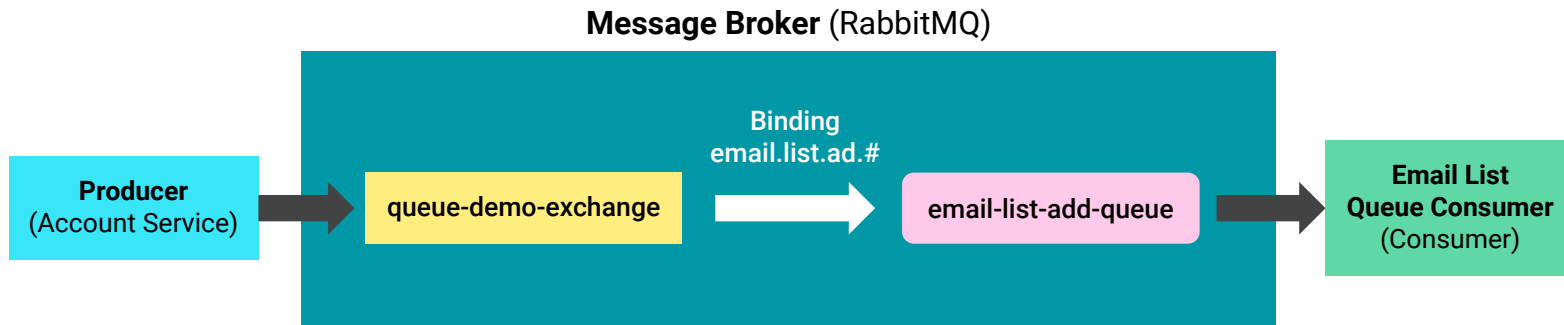 Message Broker (RabbitMQ)
Producer
(Account Service)
queue-demo-exchange
Binding
email.list.ad.#
email-list-add-queue
Email List
Queue Consumer
(Consumer)